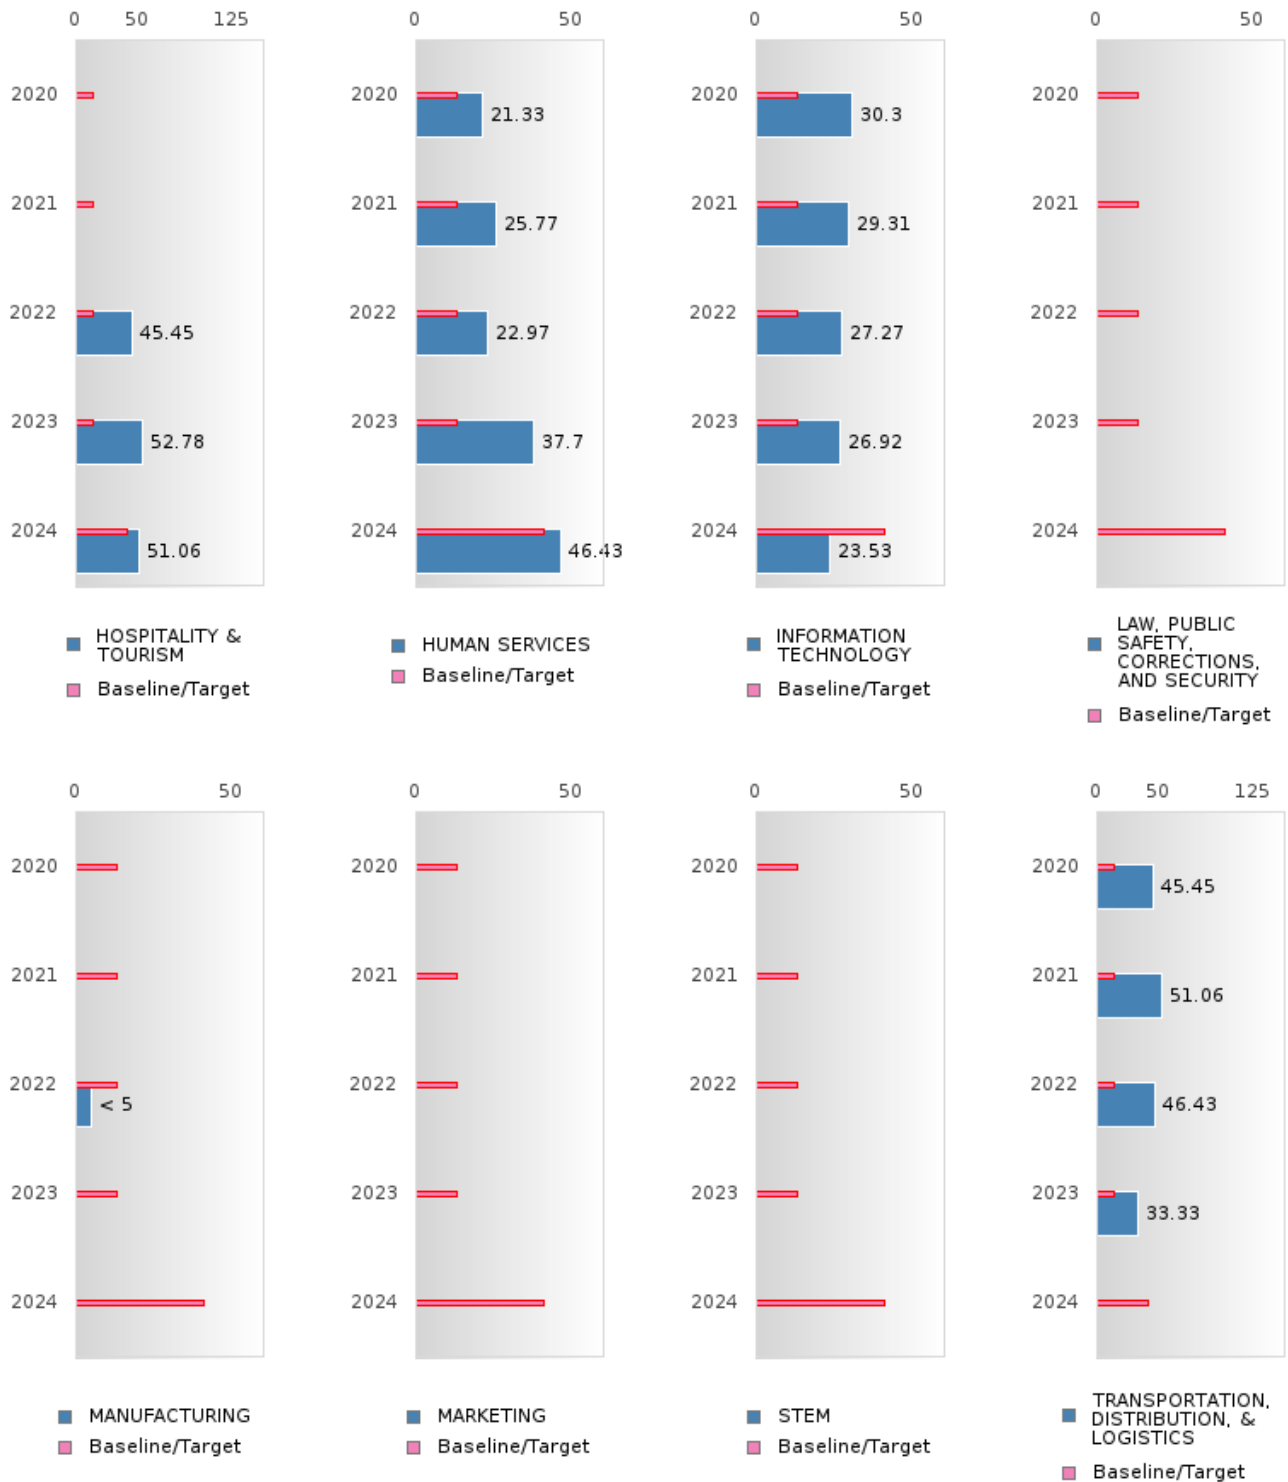 0 50 125
2020
2021
2022
45.45
2023
52.78
2024
51.06
HOSPITALITY &
TOURISM
Baseline/Target
0 50
2020
21.33
2021
25.77
2022
22.97
2023
37.7
2024
46.43
HUMAN SERVICES
Baseline/Target
0 50
2020
30.3
2021
29.31
2022
27.27
2023
26.92
2024
23.53
INFORMATION
TECHNOLOGY
Baseline/Target
0 50
2020
2021
2022
2023
2024
LAW, PUBLIC
SAFETY,
CORRECTIONS,
AND SECURITY
Baseline/Target
0 50
2020
2021
2022
< 5
2023
2024
MANUFACTURING
Baseline/Target
0 50
2020
2021
2022
2023
2024
MARKETING
Baseline/Target
0 50
2020
2021
2022
2023
2024
STEM
Baseline/Target
0 50 125
2020
45.45
2021
51.06
2022
46.43
2023
33.33
2024
TRANSPORTATION,
DISTRIBUTION, &
LOGISTICS
Baseline/Target